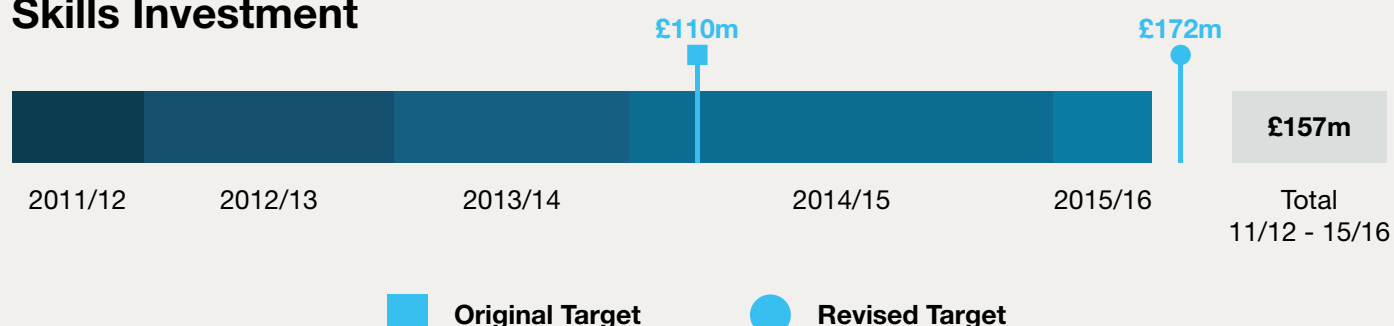 Skills Investment
£110m
£172m
£157m
2011/12
2012/13
2013/14
2014/15
2015/16
Total
11/12 - 15/16
Original Target
Revised Target